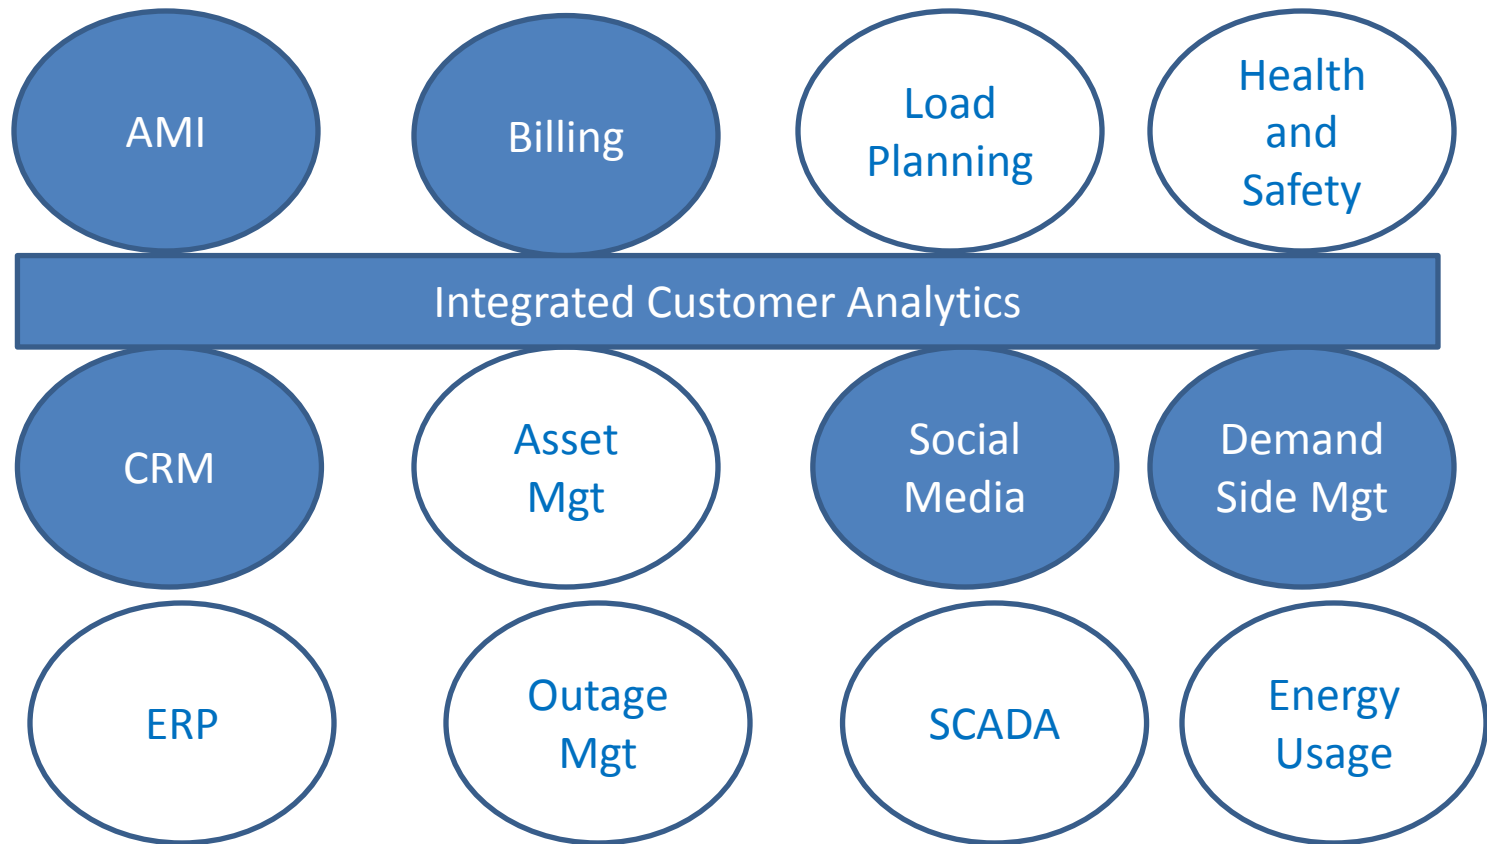 AMI
Billing
Load
Planning
Health
and
Safety
Integrated Customer Analytics
CRM
Asset
Mgt
Social
Media
Demand
Side Mgt
ERP
Outage
Mgt
SCADA
Energy
Usage